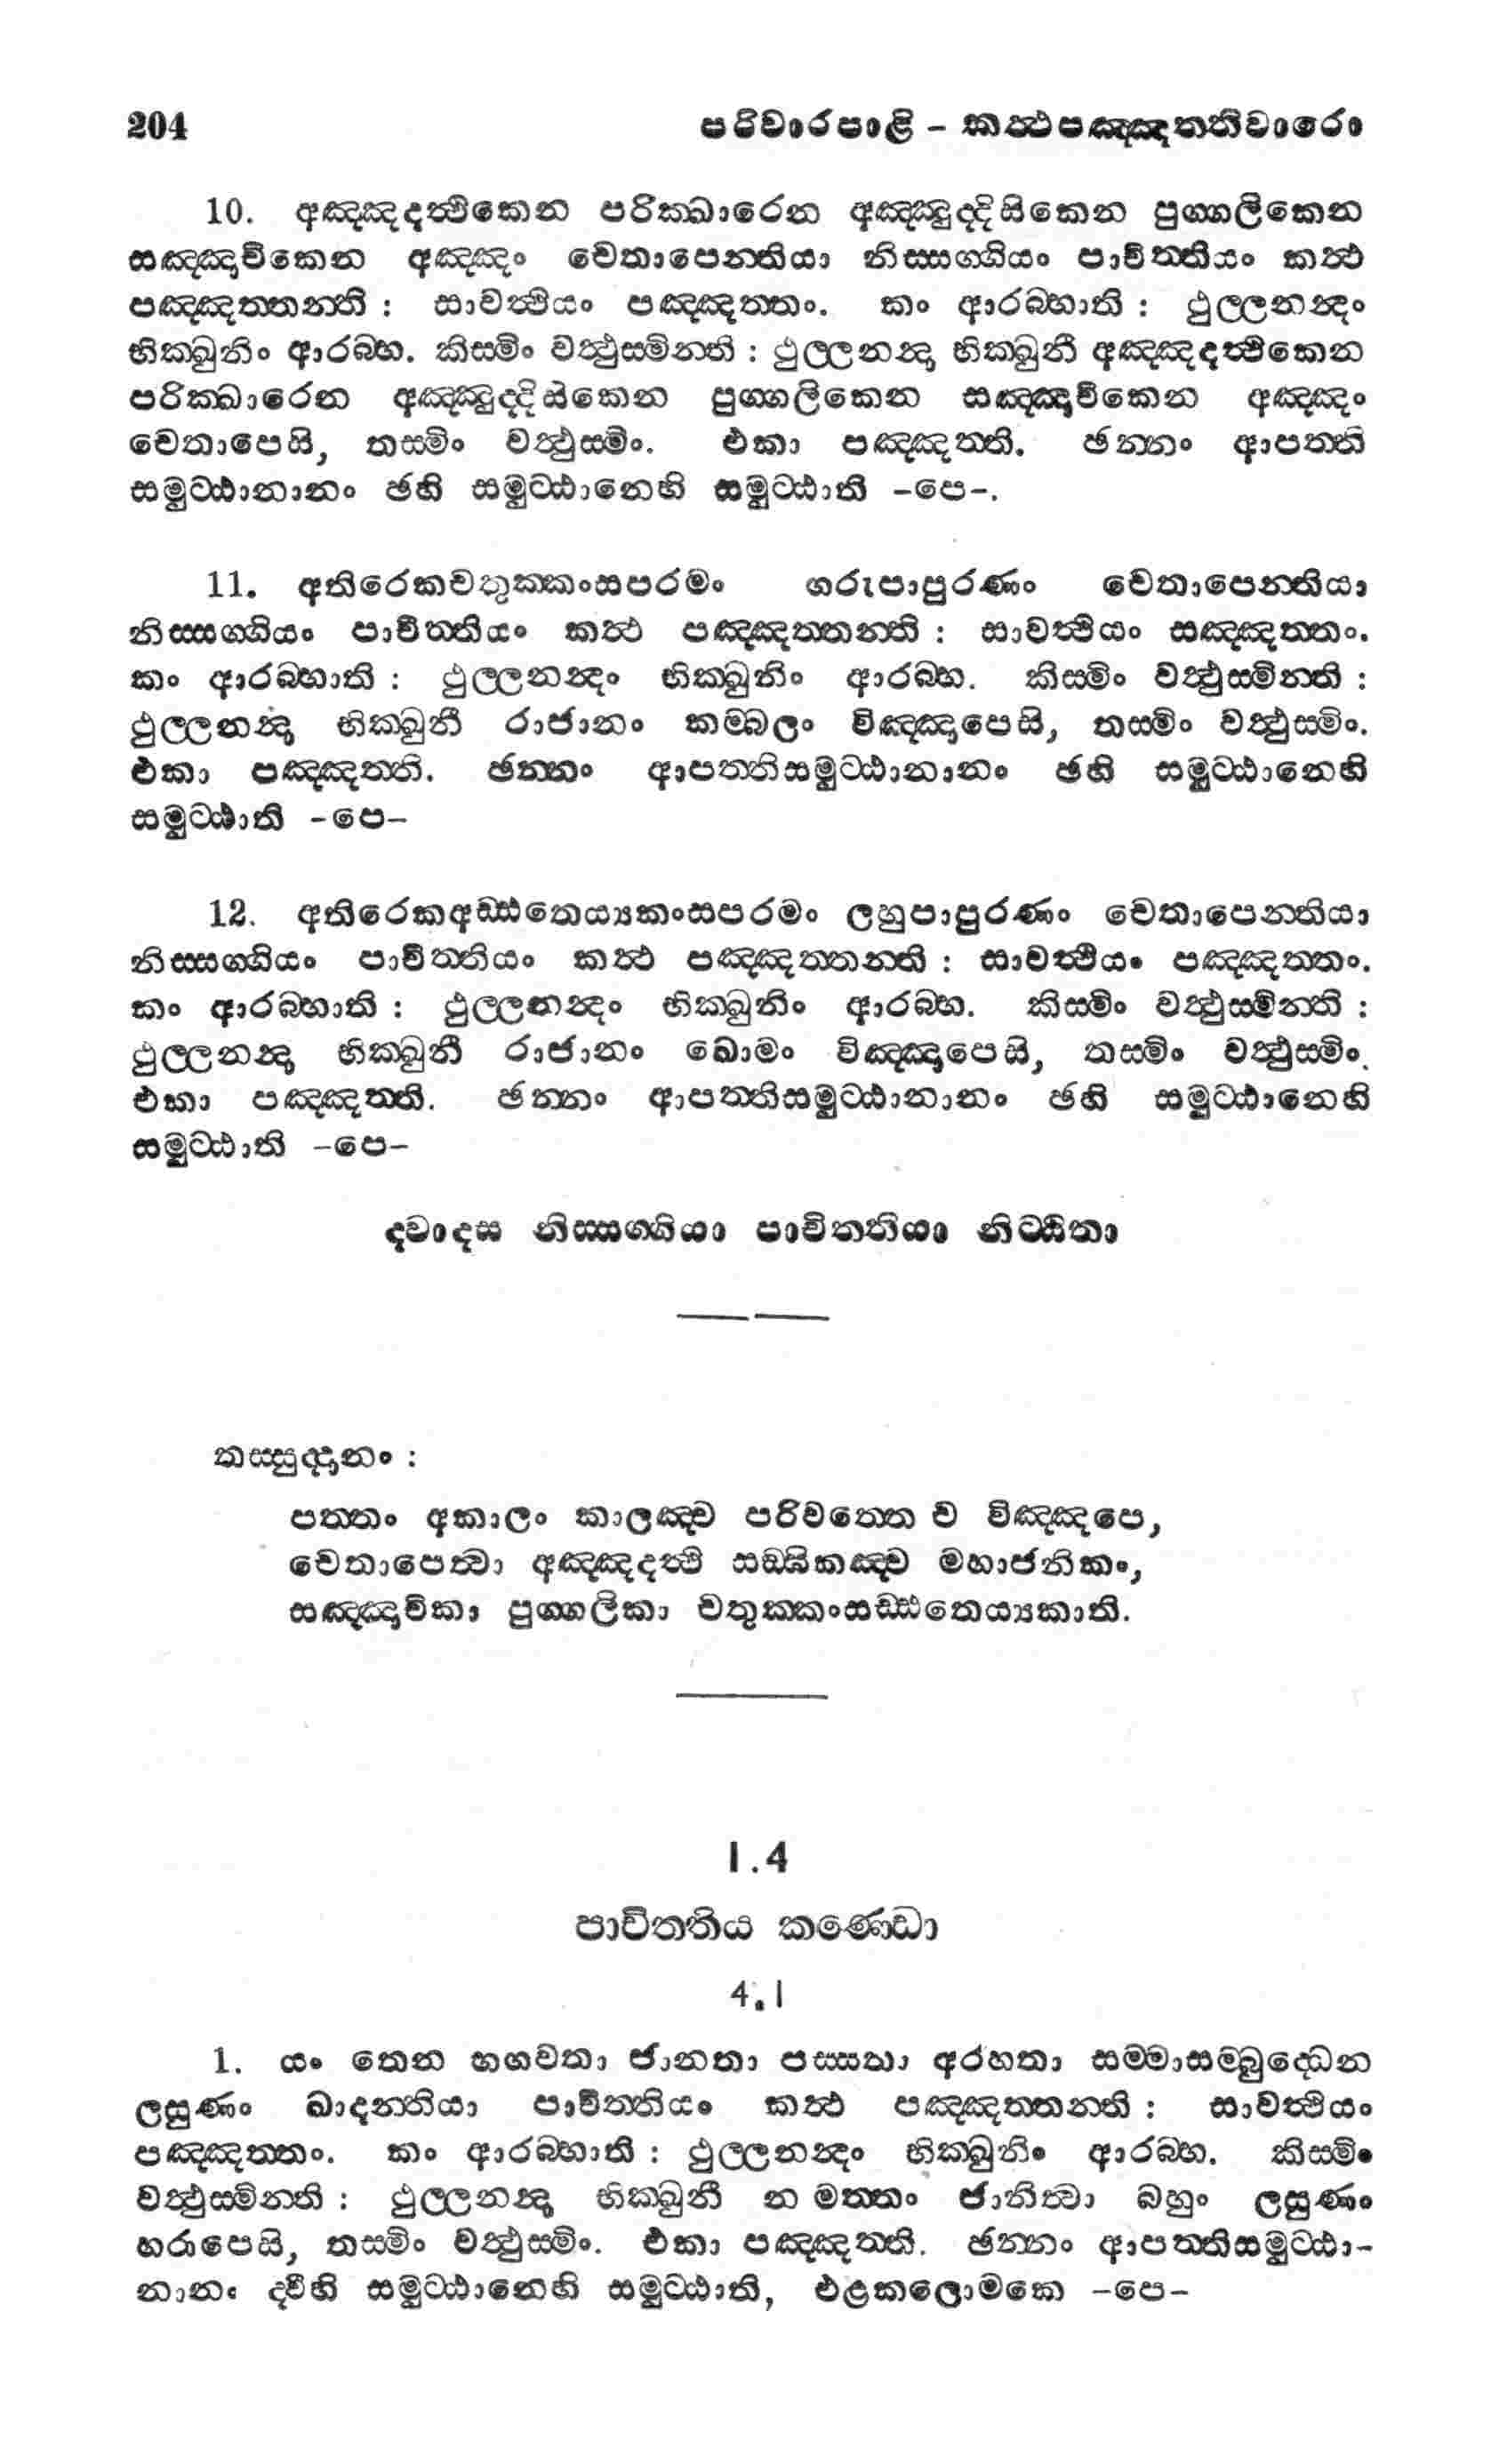 204 පරිවාරපාළි - කත්‍ථපඤ්ඤත්තිවාරො
10. අඤ්ඤදත්‍ථිකෙන පරික්ඛාරෙන අඤ්ඤුද්දිසිකෙන පුග්ගලිකෙන
සඤ්ඤාචිකෙන අඤ්ඤං චෙතාපෙන්තියා නිස්සග්ගියං පාචිත්තියං කත්‍ථ
පඤ්ඤත්තන්ති : සාවත්‍ථියං පඤ්ඤත්තං. කං ආරබ්භාති : ථුල්ලනන්‍දං
භික්ඛුනිං ආරබ්භ. කිස්මිං වත්‍ථුස්මින්ති : ථුල්ලනන්‍දා භික්ඛුනී අඤ්ඤදත්‍ථිකෙන
පරික්ඛාරෙන අඤ්ඤුද්දිසිකෙන පුග්ගලිකෙන සඤ්ඤාචිකෙන අඤ්ඤං
චෙතාපෙසි, තස්මිං වත්‍ථුස්මිං. එකා පඤ්ඤත්ති. ඡන්නං ආපත්ති
සමුට්ඨානානං ඡහි සමුට්ඨානෙහි සමුට්ඨාති -පෙ-.
11. අතිරෙකචතුක්කංසපරමං ගරුපාපුරණං චෙතාපෙන්තියා
නිස්සග්ගියං පාචිත්තියං කත්‍ථ පඤ්ඤත්තන්ති : සාවත්‍ථියං සඤ්ඤත්තං.
කං ආරබ්භාති : ථුල්ලනන්‍දං භික්ඛුනිං ආරබ්භ. කිස්මිං වත්‍ථුස්මින්ති :
ථුල්ලනන්‍දා භික්ඛුනී රාජානං කම්බලං විඤ්ඤාපෙසි, තස්මිං වත්‍ථුස්මිං.
එකා පඤ්ඤත්ති. ඡන්නං ආපත්තිසමුට්ඨානානං ඡහි සමුට්ඨානෙහි
සමුට්ඨාති -පෙ-
12. අතිරෙකඅඩ්ඪතෙය්‍යකංසපරමං ලහුපාපුරණං චෙතාපෙන්තියා
නිස්සග්ගියං පාචිත්තියං කත්‍ථ පඤ්ඤත්තන්ති : සාවත්‍ථියං පඤ්ඤත්තං.
කං ආරබ්භාති : ථුල්ලනන්‍දං භික්ඛුනිං ආරබ්භ. කිස්මිං වත්‍ථුස්මින්ති :
ථුල්ලනන්‍දා භික්ඛුනී රාජානං ඛොමං විඤ්ඤාපෙසි, තස්මිං වත්‍ථුස්මිං.
එකා පඤ්ඤත්ති. ඡන්නං ආපත්තිසමුට්ඨානානං ඡහි සමුට්ඨානෙහි
සමුට්ඨාති -පෙ-
ද්වාදස නිස්සග්ගියා පාචිත්තියා නිට්ඨිතා
තස්සුද්දානං :
පත්තං අකාලං කාලඤ්ච පරිවත්තෙ ච විඤ්ඤපෙ,
චෙතාපෙත්‍වා අඤ්ඤදත්‍ථි සඞ්ඝිකඤ්ච මහාජනිකං,
සඤ්ඤාචිකා පුග්ගලිකා චතුක්කංසඩ්ඪතෙය්‍යකාති.
1.4
පාචිත්තිය කණ්ඩො
4.1
1. යං තෙන භගවතා ජානතා පස්සතා අරහතා සම්මාසම්බුද්ධෙන
ලසුණං ඛාදන්තියා පාචිත්තියං කත්‍ථ පඤ්ඤත්තන්ති : සාවත්‍ථියං
පඤ්ඤත්තං. කං ආරබ්භාති : ථුල්ලනන්‍දං භික්ඛුනිං ආරබ්භ. කිස්මිං
වත්‍ථුස්මින්ති : ථුල්ලනන්‍දා භික්ඛුනී න මත්තං ජානිත්‍වා බහුං ලසුණං
හරාපෙසි, තස්මිං වත්‍ථුස්මිං. එකා පඤ්ඤත්ති. ඡන්නං ආපත්තිසමුට්ඨා-
නානං ද්වීහි සමුට්ඨානෙහි සමුට්ඨාති, එළකලොමකෙ -පෙ-